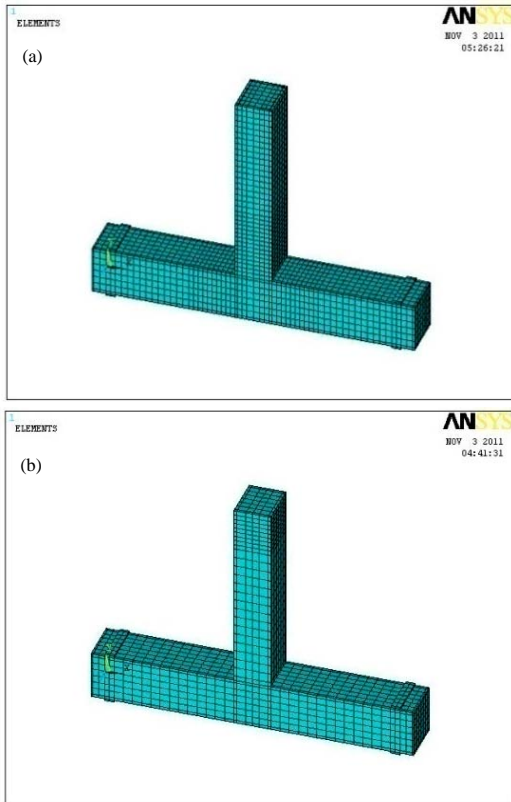 1
ELEMENTS
ANSYS
NOV 3 2011
05:26:21
(a)
1
ELEMENTS
ANSYS
NOV 3 2011
04:41:31
(b)